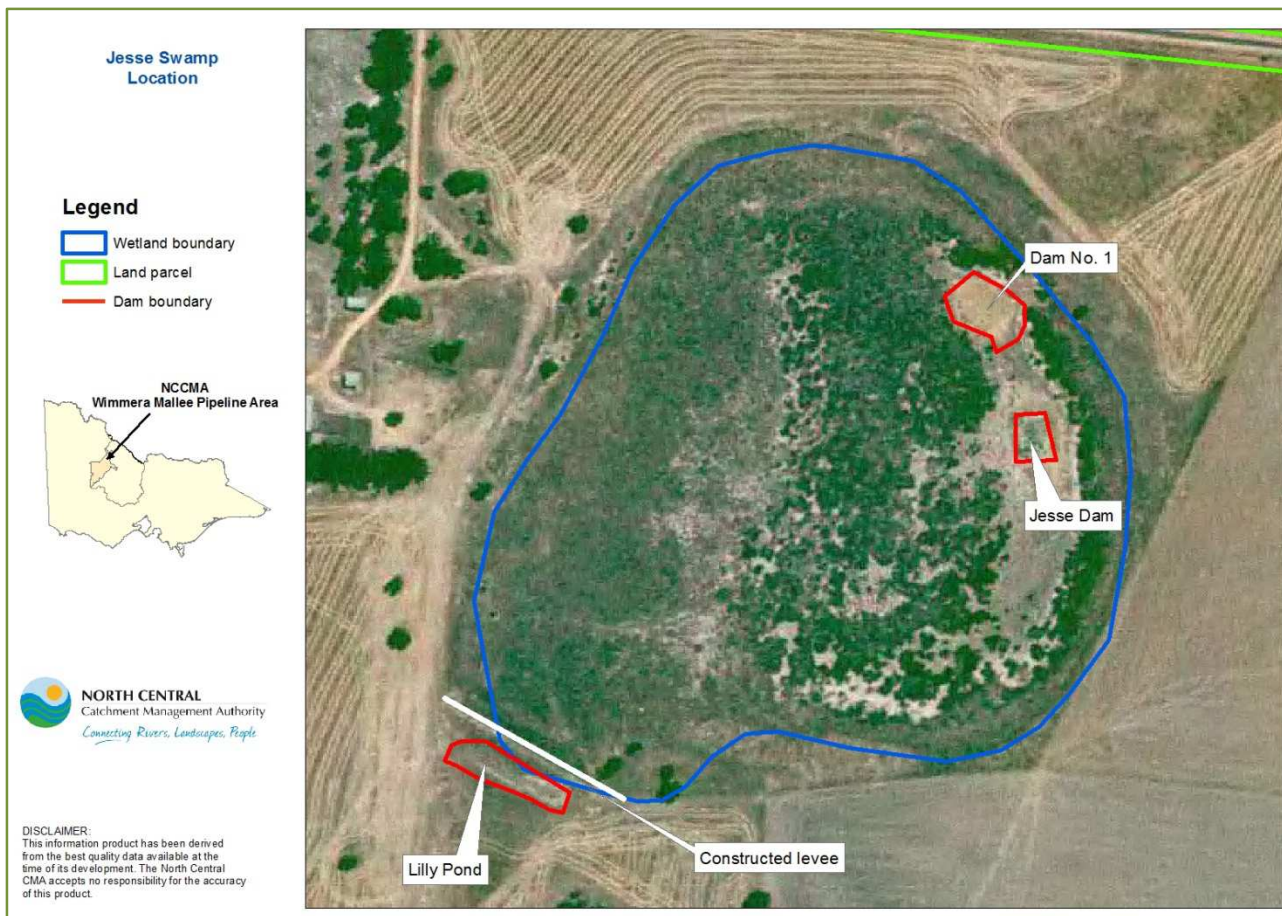 Jesse Swamp
Location
Legend
Wetland boundary
Land parcel
Dam boundary
NCCMA
Wimmera Mallee Pipeline Area
NORTH CENTRAL
Catchment Management Authority
Connecting Rivers, Landscapes, People
DISCLAIMER:
This information product has been derived
from the best quality data available at the
time of its development. The North Central
CMA accepts no responsibility for the accuracy
of this product.
Dam No. 1
Jesse Dam
Lilly Pond
Constructed levee